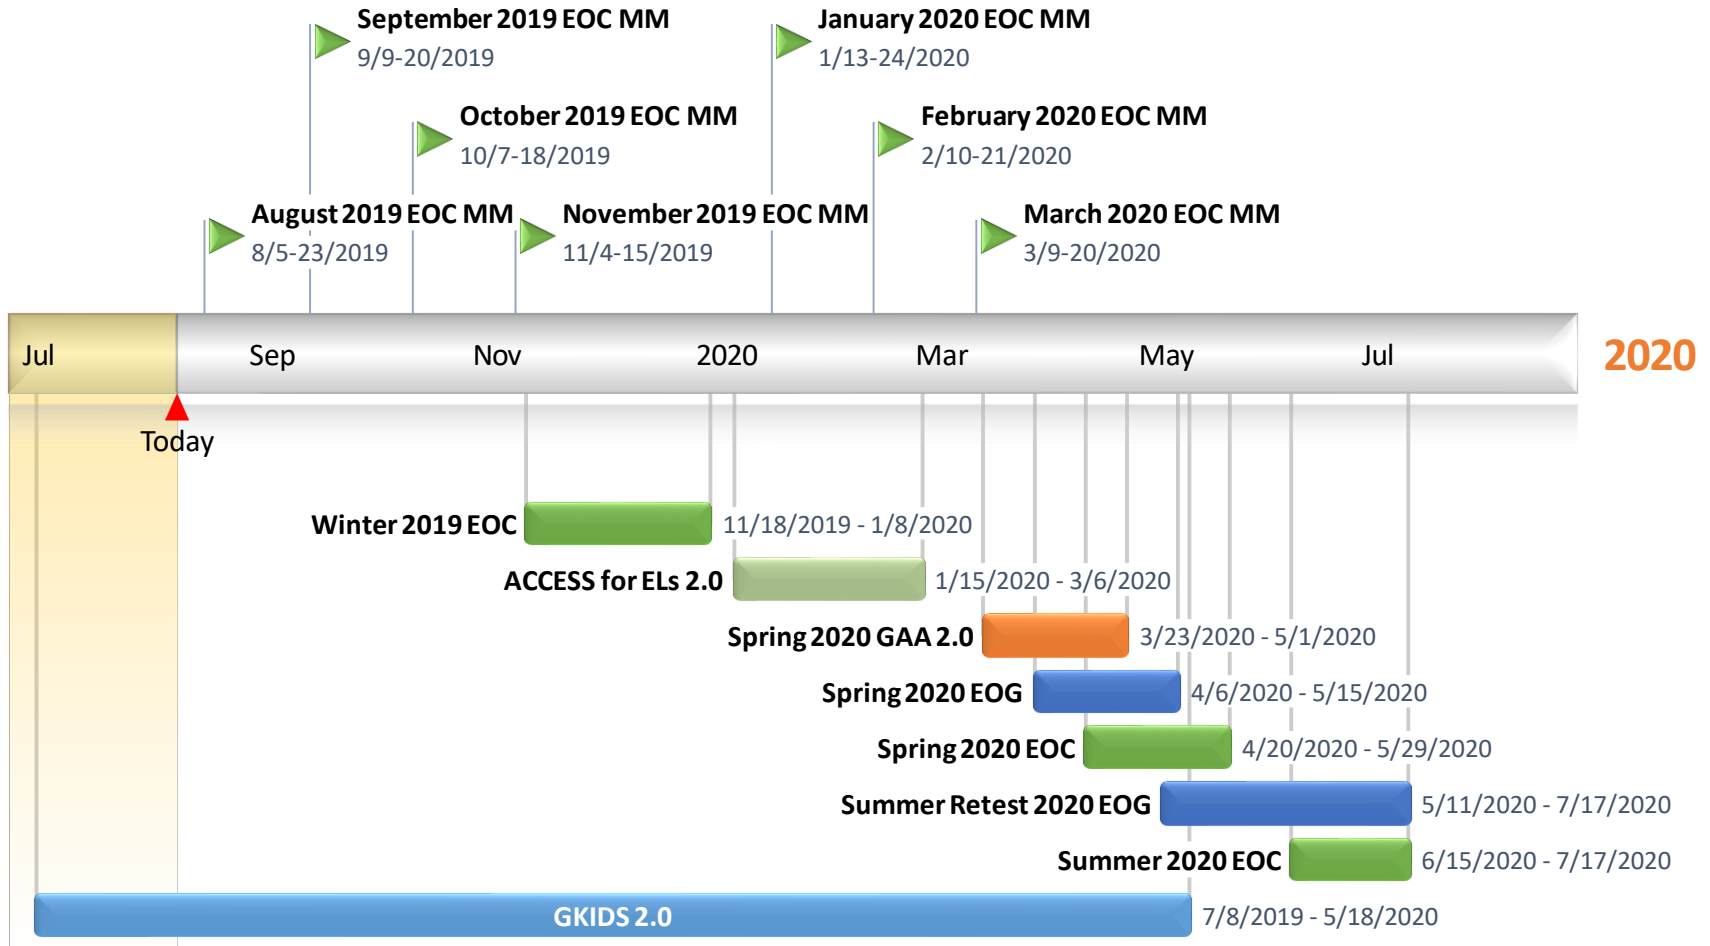 September 2019 EOC MM
9/9-20/2019
January 2020 EOC MM
1/13-24/2020
October 2019 EOC MM
10/7-18/2019
February 2020 EOC MM
2/10-21/2020
August 2019 EOC MM
8/5-23/2019
November 2019 EOC MM
11/4-15/2019
March 2020 EOC MM
3/9-20/2020
Jul Sep Nov 2020 Mar May Jul 2020
Today
Winter 2019 EOC 11/18/2019 - 1/8/2020
ACCESS for ELs 2.0 1/15/2020 - 3/6/2020
Spring 2020 GAA 2.0 3/23/2020 - 5/1/2020
Spring 2020 EOG 4/6/2020 - 5/15/2020
Spring 2020 EOC 4/20/2020 - 5/29/2020
Summer Retest 2020 EOG 5/11/2020 - 7/17/2020
Summer 2020 EOC 6/15/2020 - 7/17/2020
GKIDS 2.0 7/8/2019 - 5/18/2020